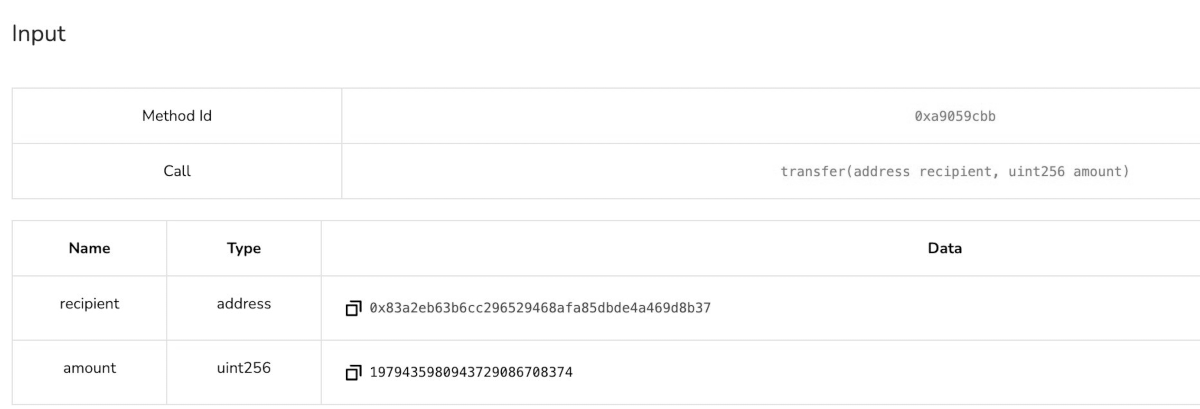 Input
Method Id 0xa9059cbb
Call transfer(address recipient, uint256 amount)
Name Type Data
recipient address 0x83a2eb63b6cc296529468afa85dbde4a469d8b37
amount uint256 1979435980943729086708374